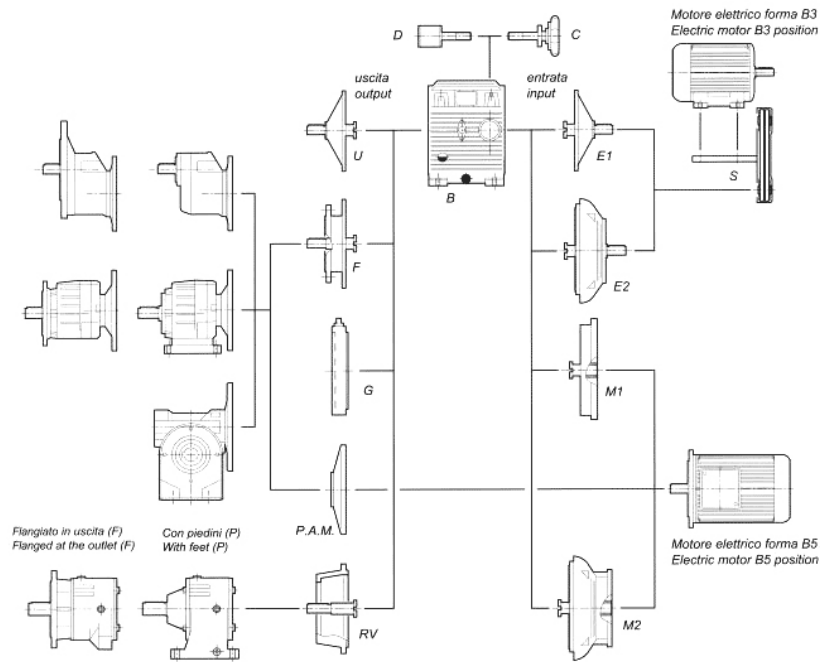 Motore elettrico forma B3
Electric motor B3 position
D
C
uscita
output
entrata
input
U
E1
S
B
F
E2
G
M1
P.A.M.
Flangiato in uscita (F)
Flanged at the outlet (F)
Con piedini (P)
With feet (P)
Motore elettrico forma B5
Electric motor B5 position
RV
M2